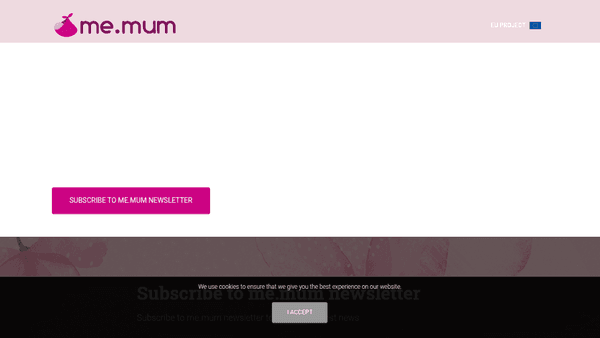 me.mum
EU PROJECT
SUBSCRIBE TO ME.MUM NEWSLETTER
We use cookies to ensure that we give you the best experience on our website.
Subscribe to me.mum newsletter
Subscribe to me.mum newsletter
news
I ACCEPT